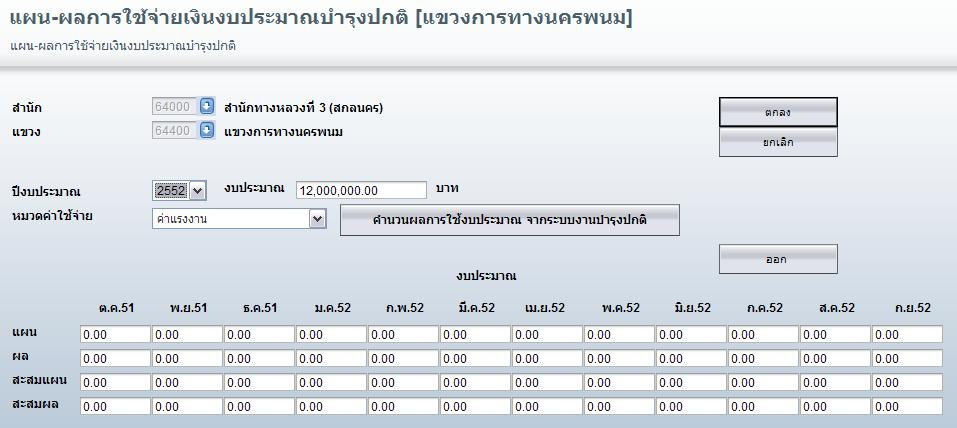 แผน-ผลการใช้จ่ายเงินงบประมาณบำรุงปกติ [แขวงการทางนครพนม]
แผน-ผลการใช้จ่ายเงินงบประมาณบำรุงปกติ
สำนัก 64000 สำนักทางหลวงที่ 3 (สกลนคร) ตกลง
แขวง 64400 แขวงการทางนครพนม ยกเลิก
ปีงบประมาณ 2552 งบประมาณ 12,000,000.00 บาท
หมวดค่าใช้จ่าย ค่าแรงงาน คำนวนผลการใช้งบประมาณ จากระบบงานบำรุงปกติ
ออก
งบประมาณ
ต.ค.51 พ.ย.51 ธ.ค.51 ม.ค.52 ก.พ.52 มี.ค.52 เม.ย.52 พ.ค.52 มิ.ย.52 ก.ค.52 ส.ค.52 ก.ย.52
แผน 0.00 0.00 0.00 0.00 0.00 0.00 0.00 0.00 0.00 0.00 0.00 0.00
ผล 0.00 0.00 0.00 0.00 0.00 0.00 0.00 0.00 0.00 0.00 0.00 0.00
สะสมแผน 0.00 0.00 0.00 0.00 0.00 0.00 0.00 0.00 0.00 0.00 0.00 0.00
สะสมผล 0.00 0.00 0.00 0.00 0.00 0.00 0.00 0.00 0.00 0.00 0.00 0.00